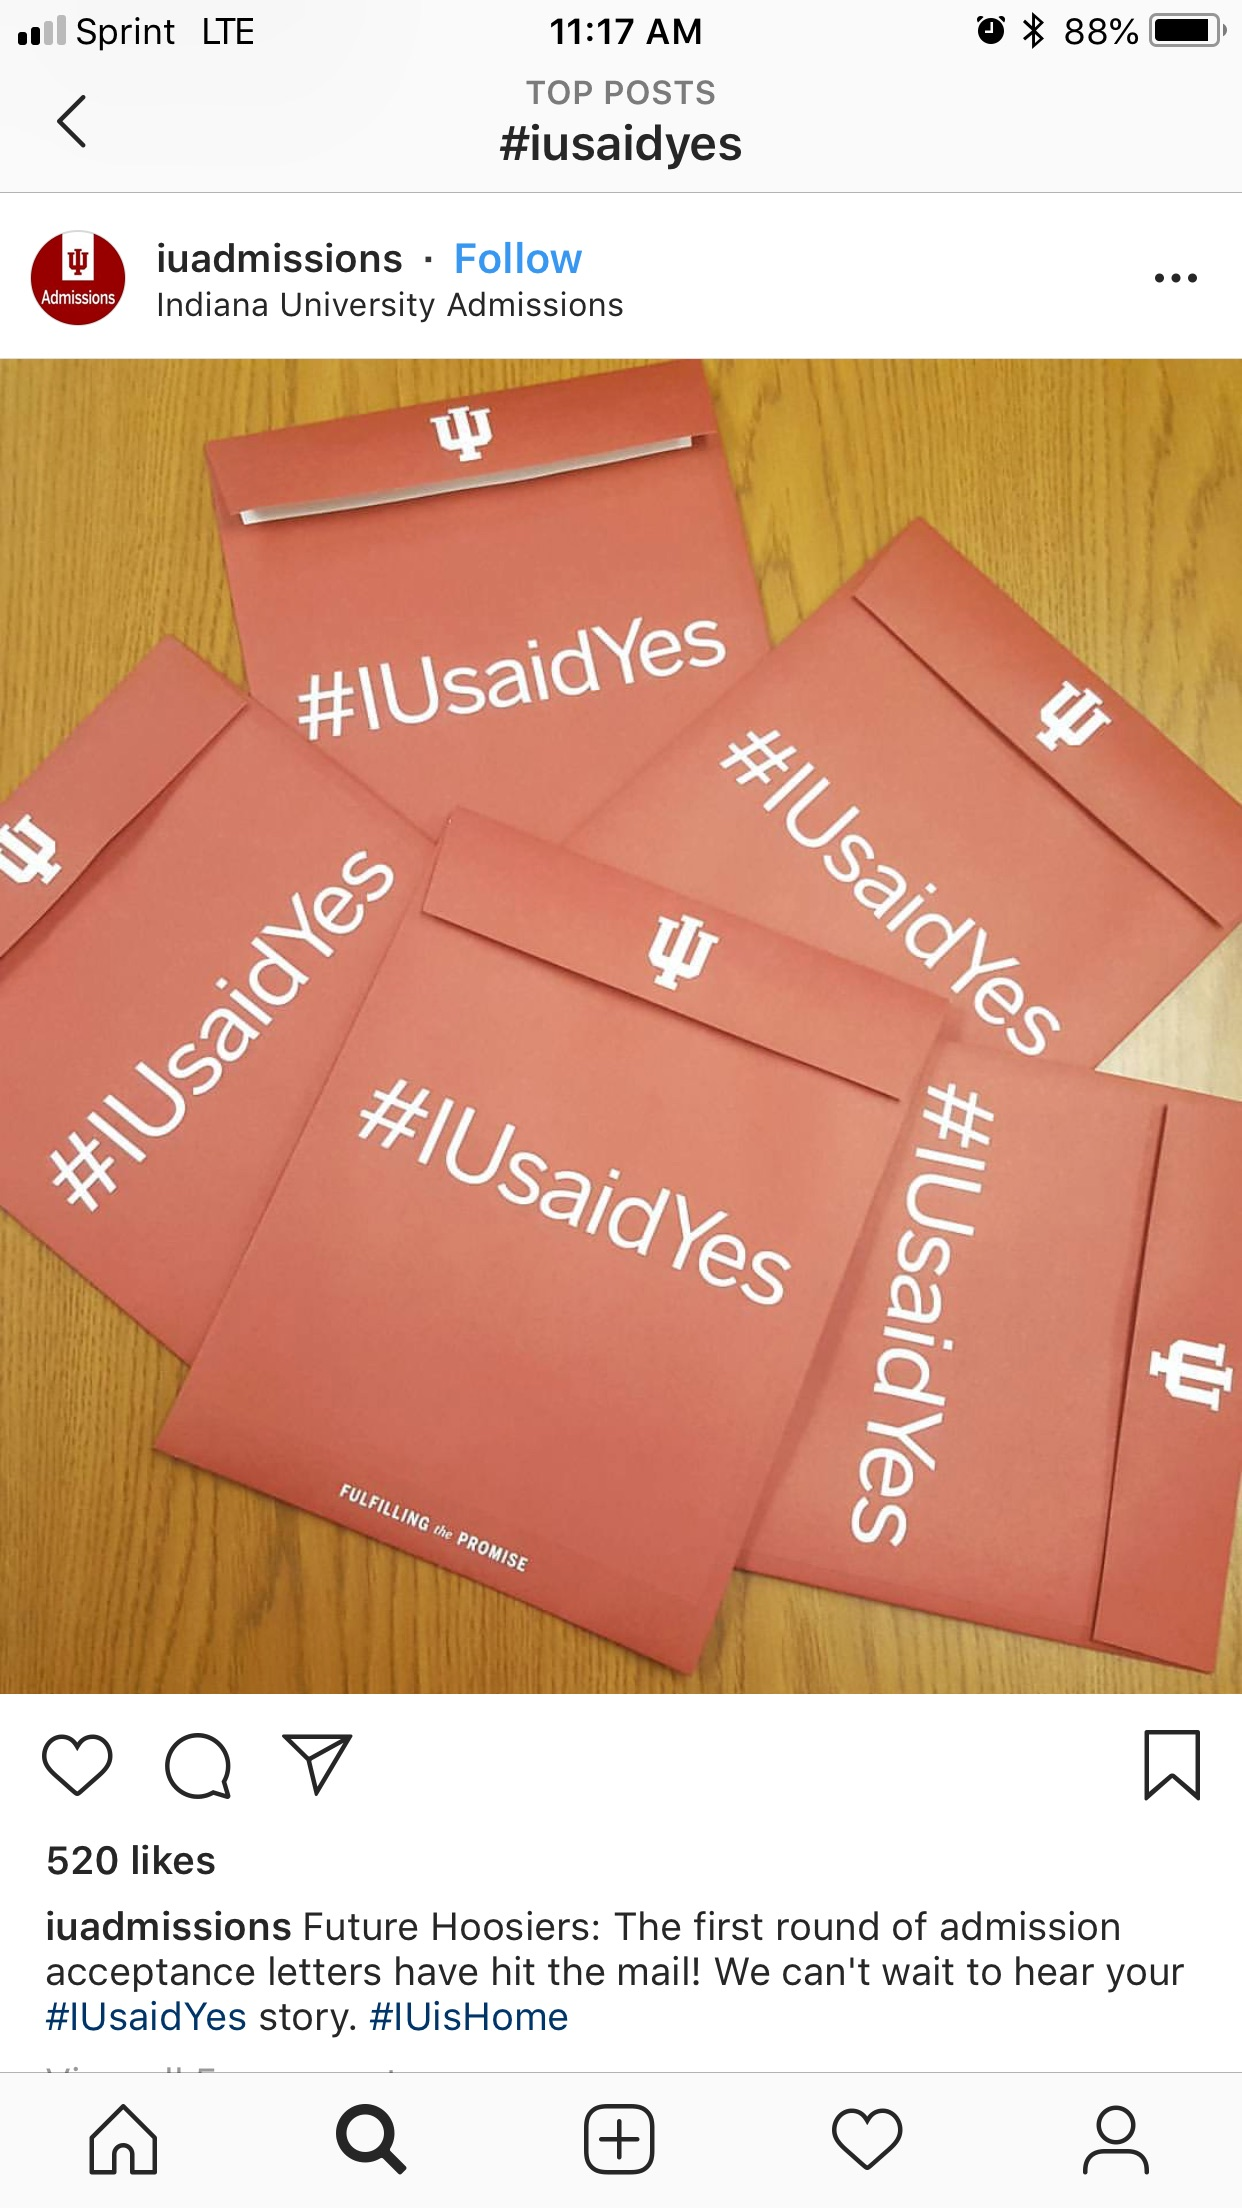 Sprint LTE
11:17 AM
88%
TOP POSTS
#iusaidyes
Admissions
iuadmissions · Follow
Indiana University Admissions
#IUsaidYes
#IUsaidYes
#IUsaidYes
#IUsaidYes
#IUsaidYes
FULFILLING the PROMISE
520 likes
iuadmissions Future Hoosiers: The first round of admission
acceptance letters have hit the mail! We can't wait to hear your
#IUsaidYes story. #IUisHome